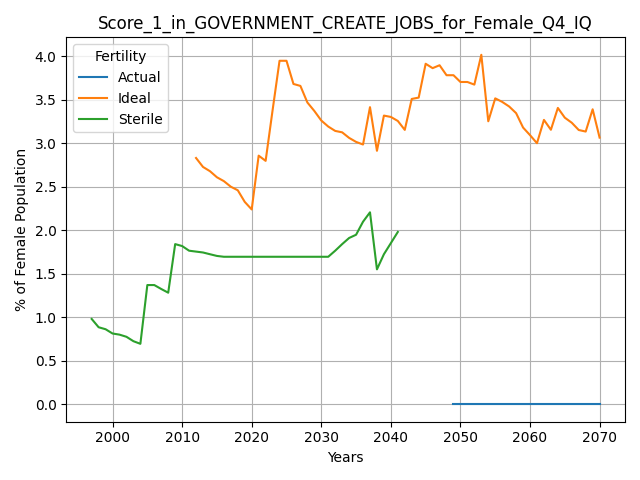 Score_1_in_GOVERNMENT_CREATE_JOBS_for_Female_Q4_IQ
Fertility
Actual
Ideal
Sterile
% of Female Population
4.0
3.5
3.0
2.5
2.0
1.5
1.0
0.5
0.0
2000 2010 2020 2030 2040 2050 2060 2070
Years